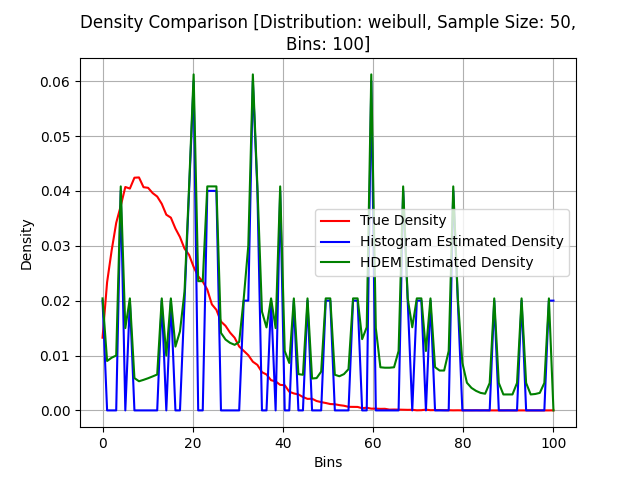 Density Comparison [Distribution: weibull, Sample Size: 50,
Bins: 100]
0.06
0.05
0.04
0.03
0.02
0.01
0.00
Density
True Density
Histogram Estimated Density
HDEM Estimated Density
0 20 40 60 80 100
Bins